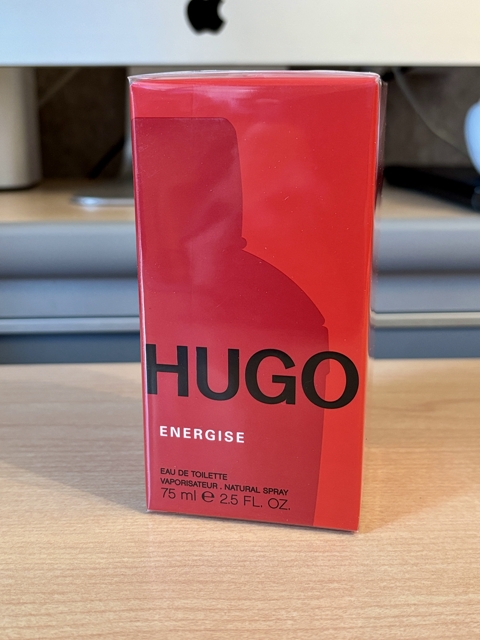 HUGO
ENERGISE
EAU DE TOILETTE
VAPORISATEUR . NATURAL SPRAY
75 ml ℮ 2.5 FL. OZ.